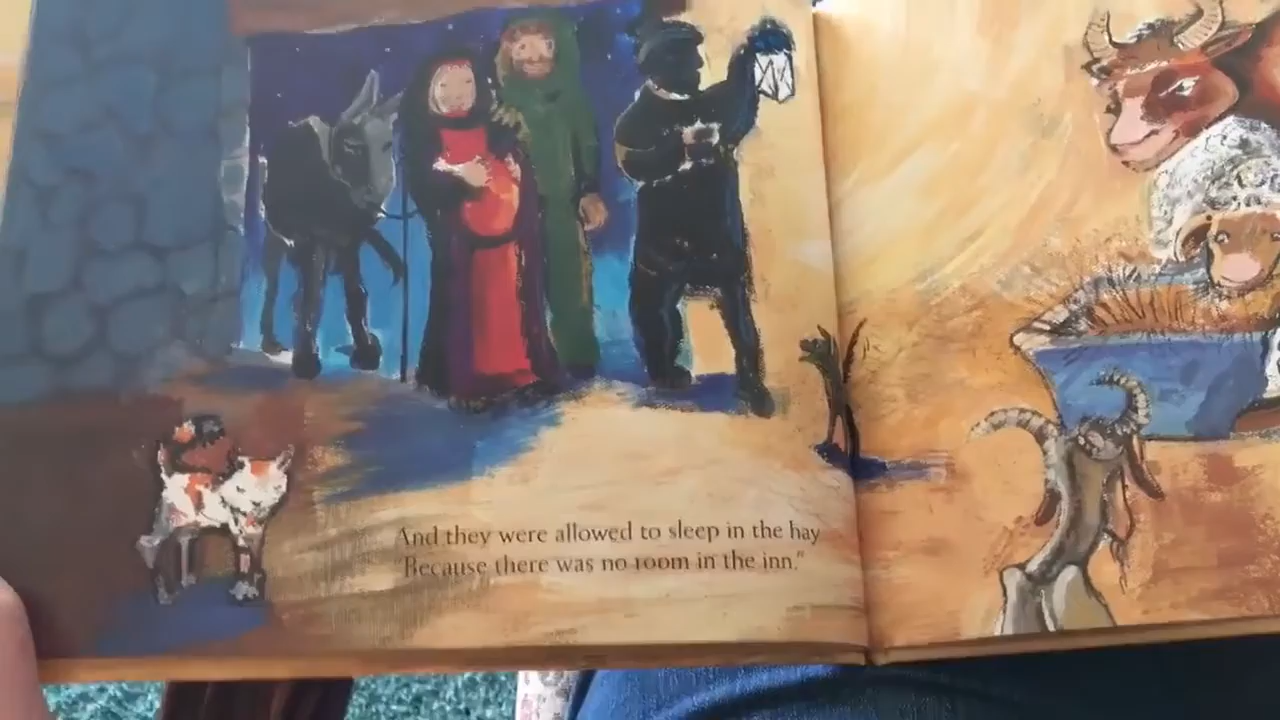 And they were allowed to sleep in the hay
"Because there was no room in the inn."